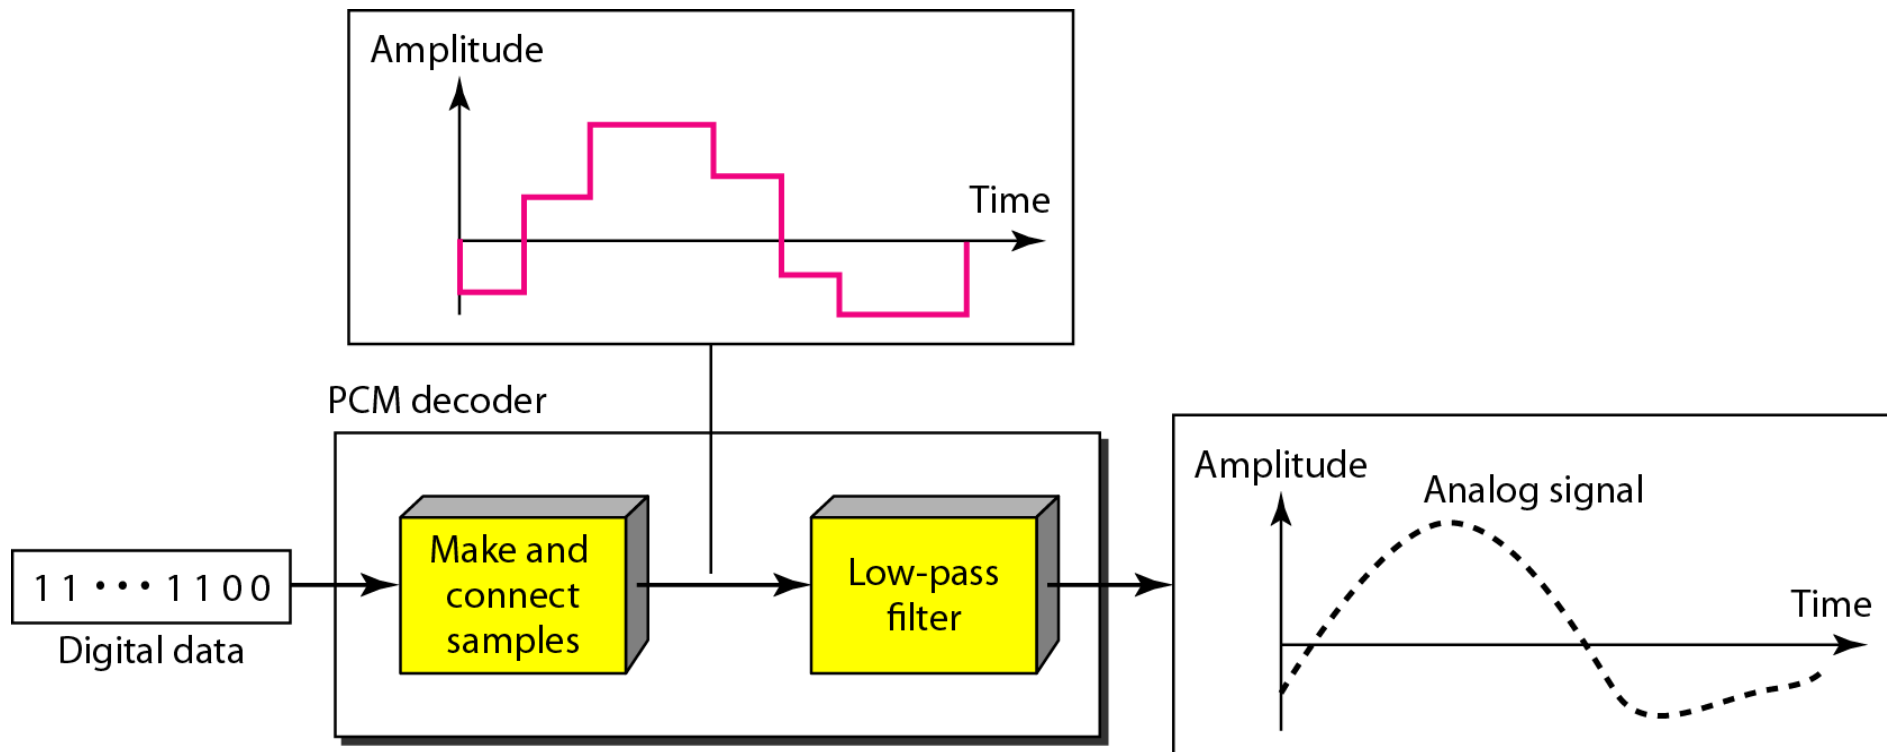 Amplitude
Time
PCM decoder
Amplitude
Analog signal
Make and
connect
samples
Low-pass
filter
11···1100
Digital data
Time